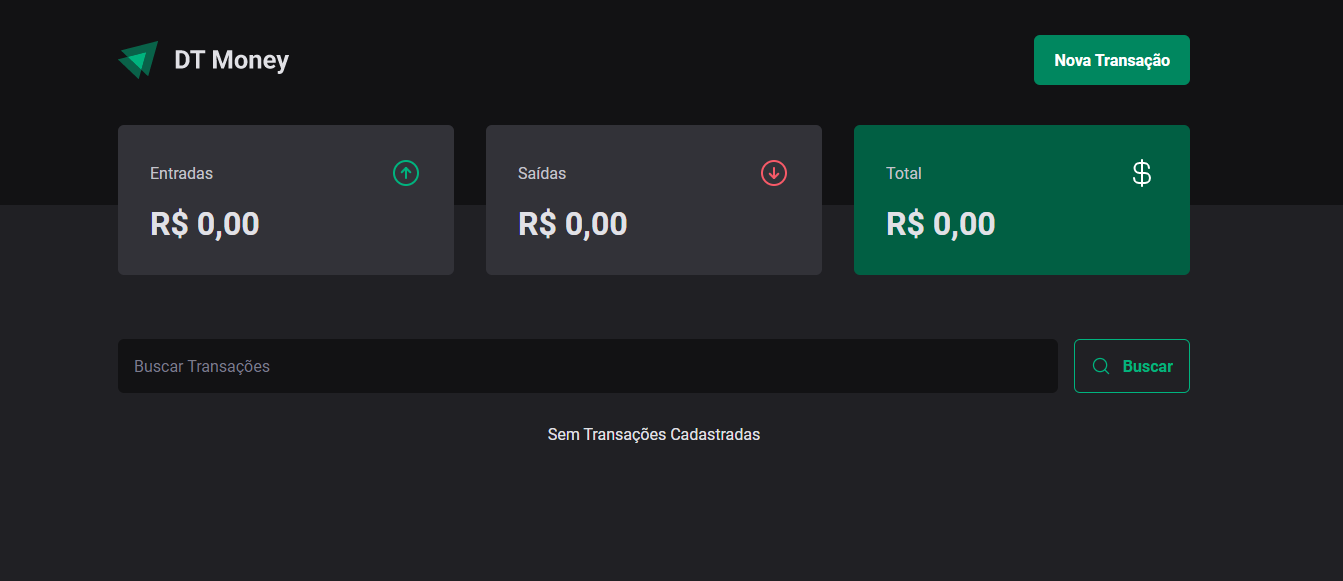 DT Money
Nova Transação
Entradas
R$ 0,00
Saídas
R$ 0,00
Total
$
R$ 0,00
Buscar Transações
Buscar
Sem Transações Cadastradas